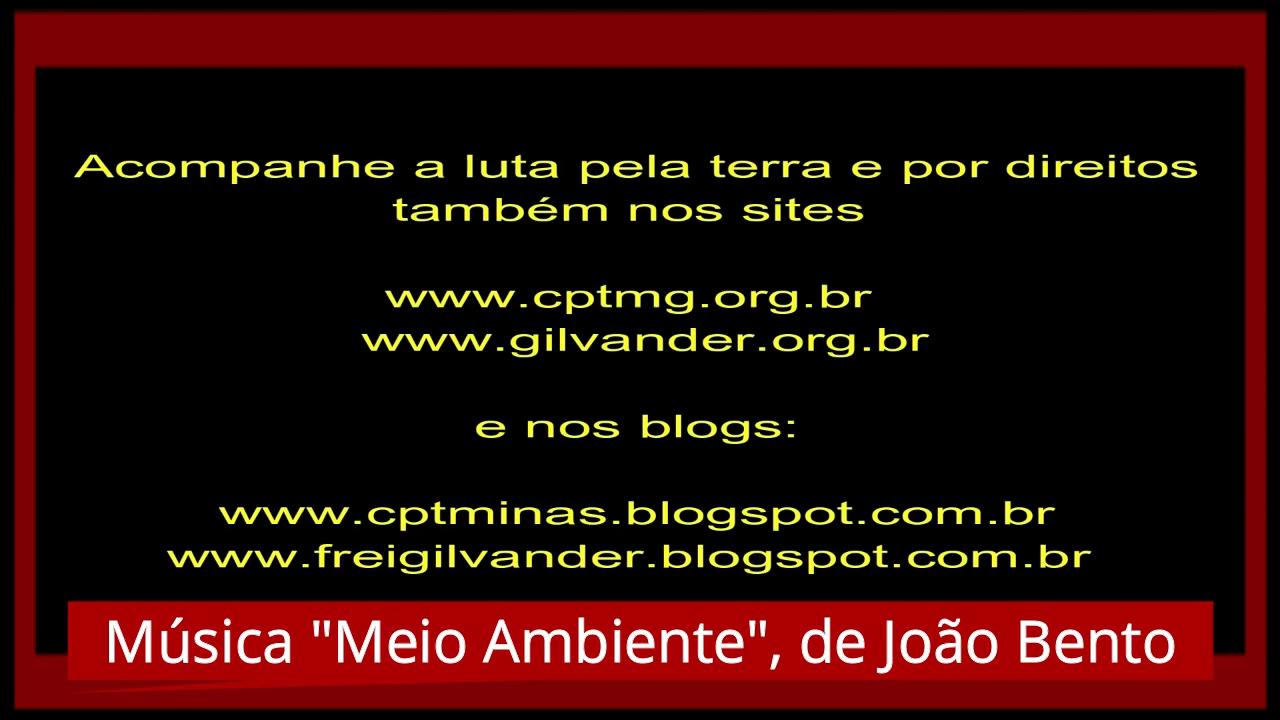 Acompanhe a luta pela terra e por direitos
também nos sites
www.cptmg.org.br
www.gilvander.org.br
e nos blogs:
www.cptminas.blogspot.com.br
www.freigilvander.blogspot.com.br
Música "Meio Ambiente", de João Bento